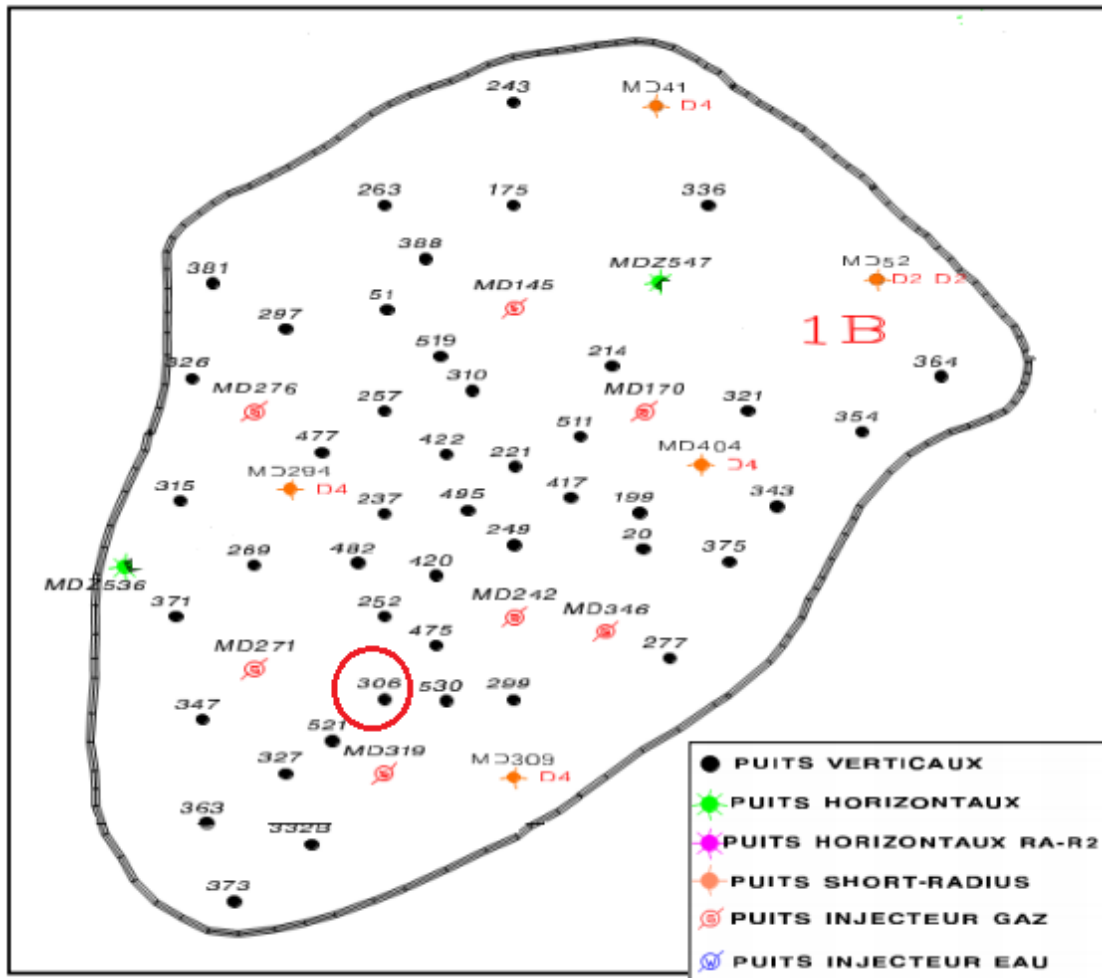 243
MD41
D4
263
175
336
388
381
MDZ547
MD52
D2 D2
51
MD145
297
1B
519
214
326
310
364
MD276
257
MD170
321
511
354
477
422
221
MD404
D4
MD294
D4
315
237
495
417
199
343
249
20
269
482
420
375
MDZ536
371
252
MD242
MD346
475
277
MD271
306
530
299
347
521
327
MD319
MD309
D4
363
332B
373
PUITS VERTICAUX
PUITS HORIZONTAUX
PUITS HORIZONTAUX RA-R2
PUITS SHORT-RADIUS
PUITS INJECTEUR GAZ
PUITS INJECTEUR EAU